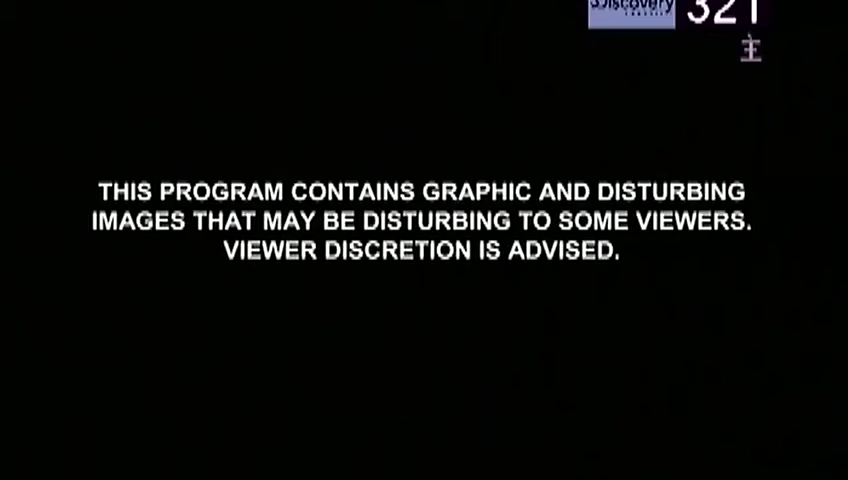 Discovery
321
主
THIS PROGRAM CONTAINS GRAPHIC AND DISTURBING
IMAGES THAT MAY BE DISTURBING TO SOME VIEWERS.
VIEWER DISCRETION IS ADVISED.